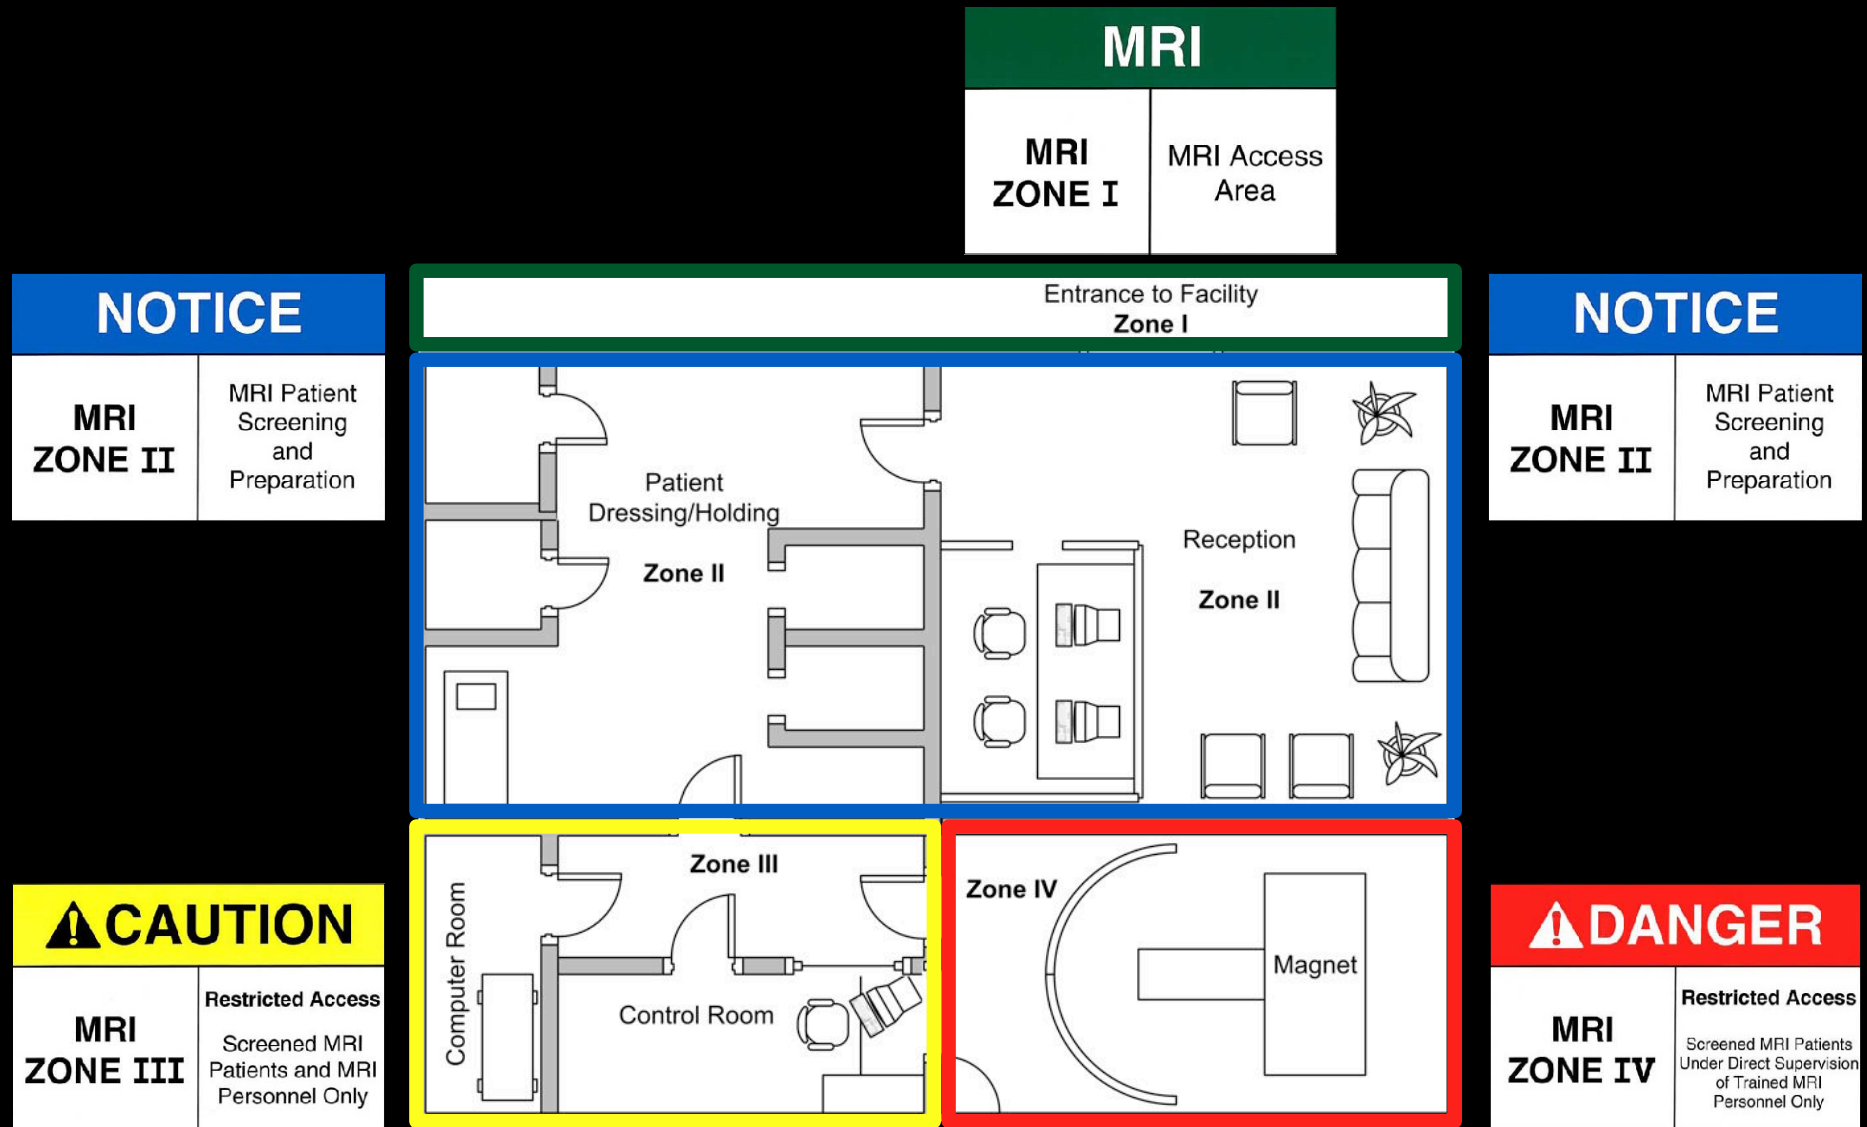 MRI
MRI
ZONE I
MRI Access
Area
NOTICE
MRI
ZONE II
MRI Patient
Screening
and
Preparation
Entrance to Facility
Zone I
NOTICE
MRI
ZONE II
MRI Patient
Screening
and
Preparation
Patient
Dressing/Holding
Zone II
Reception
Zone II
CAUTION
MRI
ZONE III
Restricted Access
Screened MRI
Patients and MRI
Personnel Only
Zone III
Computer Room
Control Room
Zone IV
Magnet
DANGER
MRI
ZONE IV
Restricted Access
Screened MRI Patients
Under Direct Supervision
of Trained MRI
Personnel Only